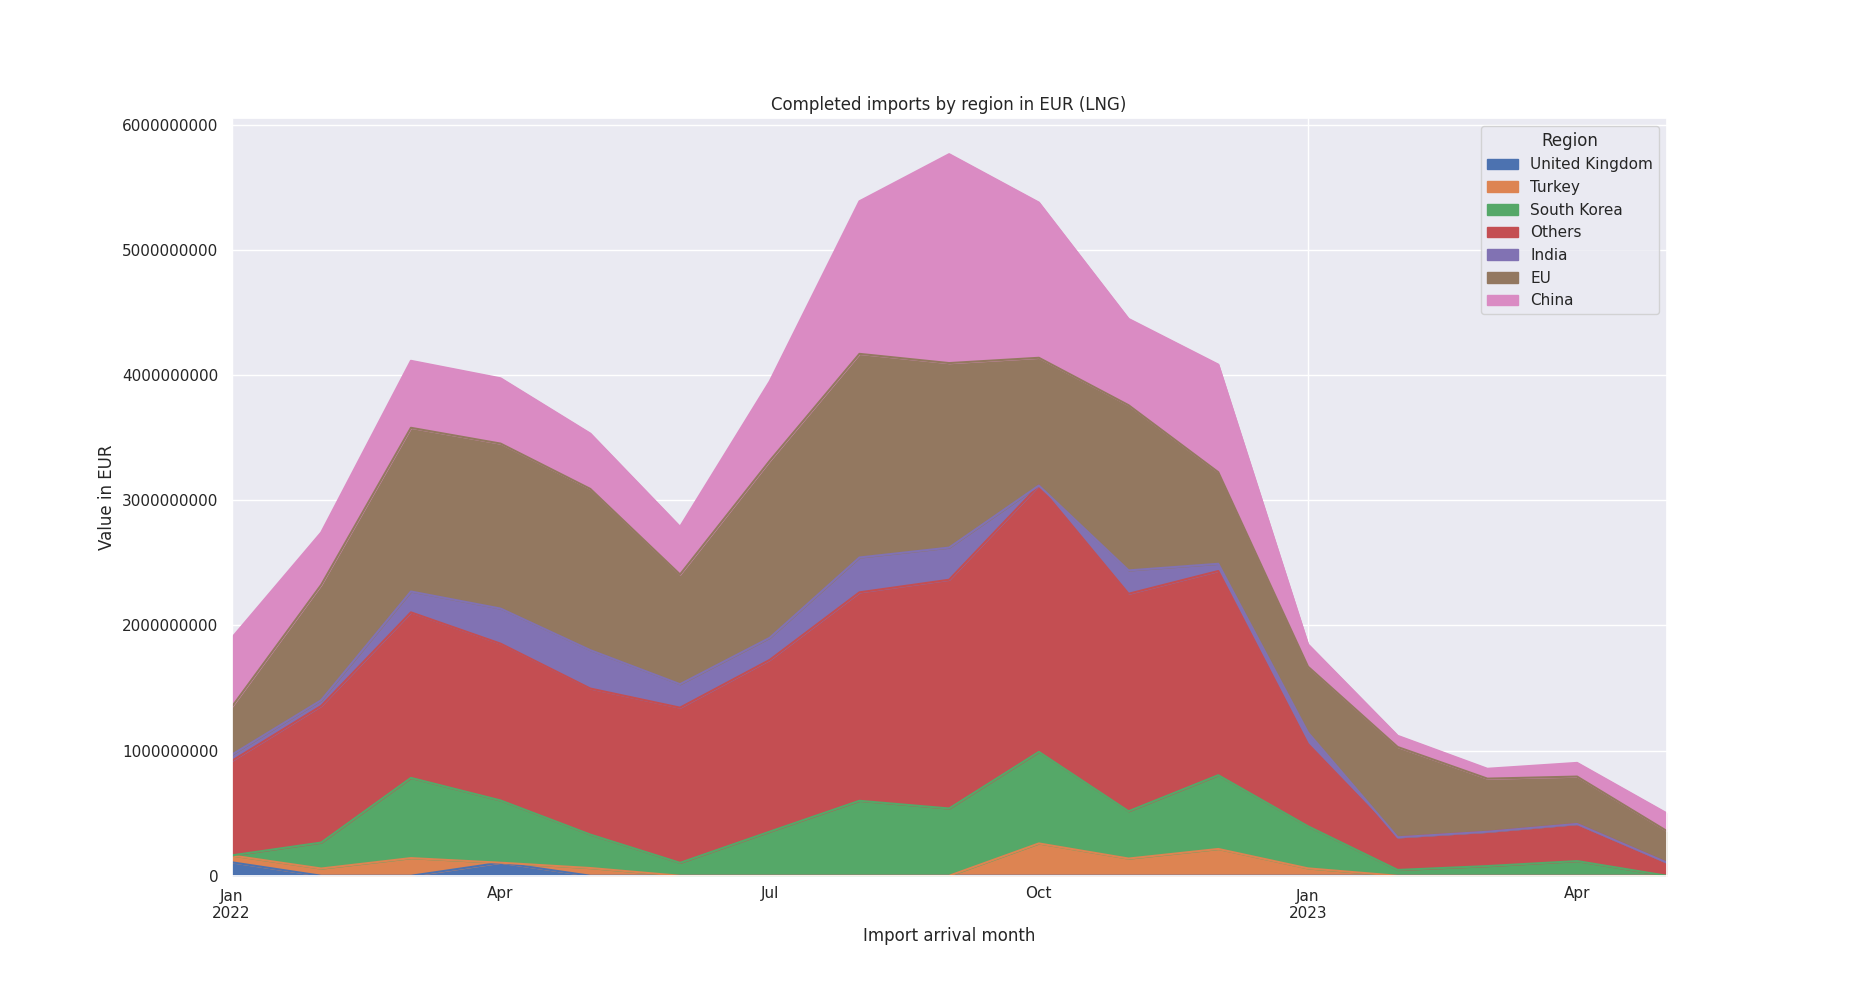 Completed imports by region in EUR (LNG)
6000000000
5000000000
4000000000
3000000000
2000000000
1000000000
0
Value in EUR
Region
United Kingdom
Turkey
South Korea
Others
India
EU
China
Jan
2022
Apr
Jul
Oct
Jan
2023
Apr
Import arrival month